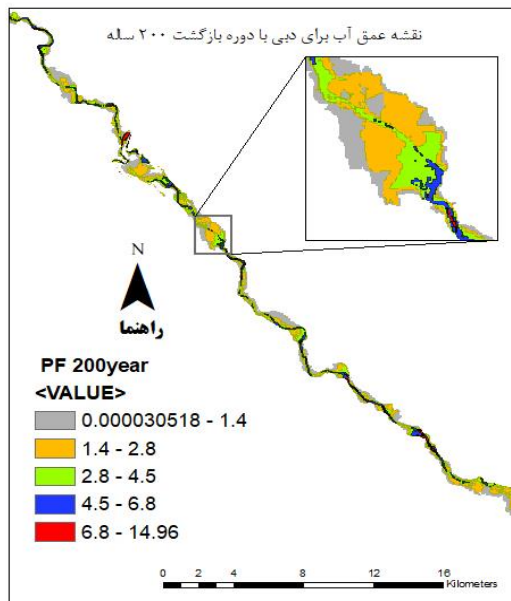 نقشه عمق آب برای دبی با دوره بازگشت ۲۰۰ ساله
N
راهنما
PF 200year
<VALUE>
0.000030518 - 1.4
1.4 - 2.8
2.8 - 4.5
4.5 - 6.8
6.8 - 14.96
0 2 4 8 12 16
Kilometers